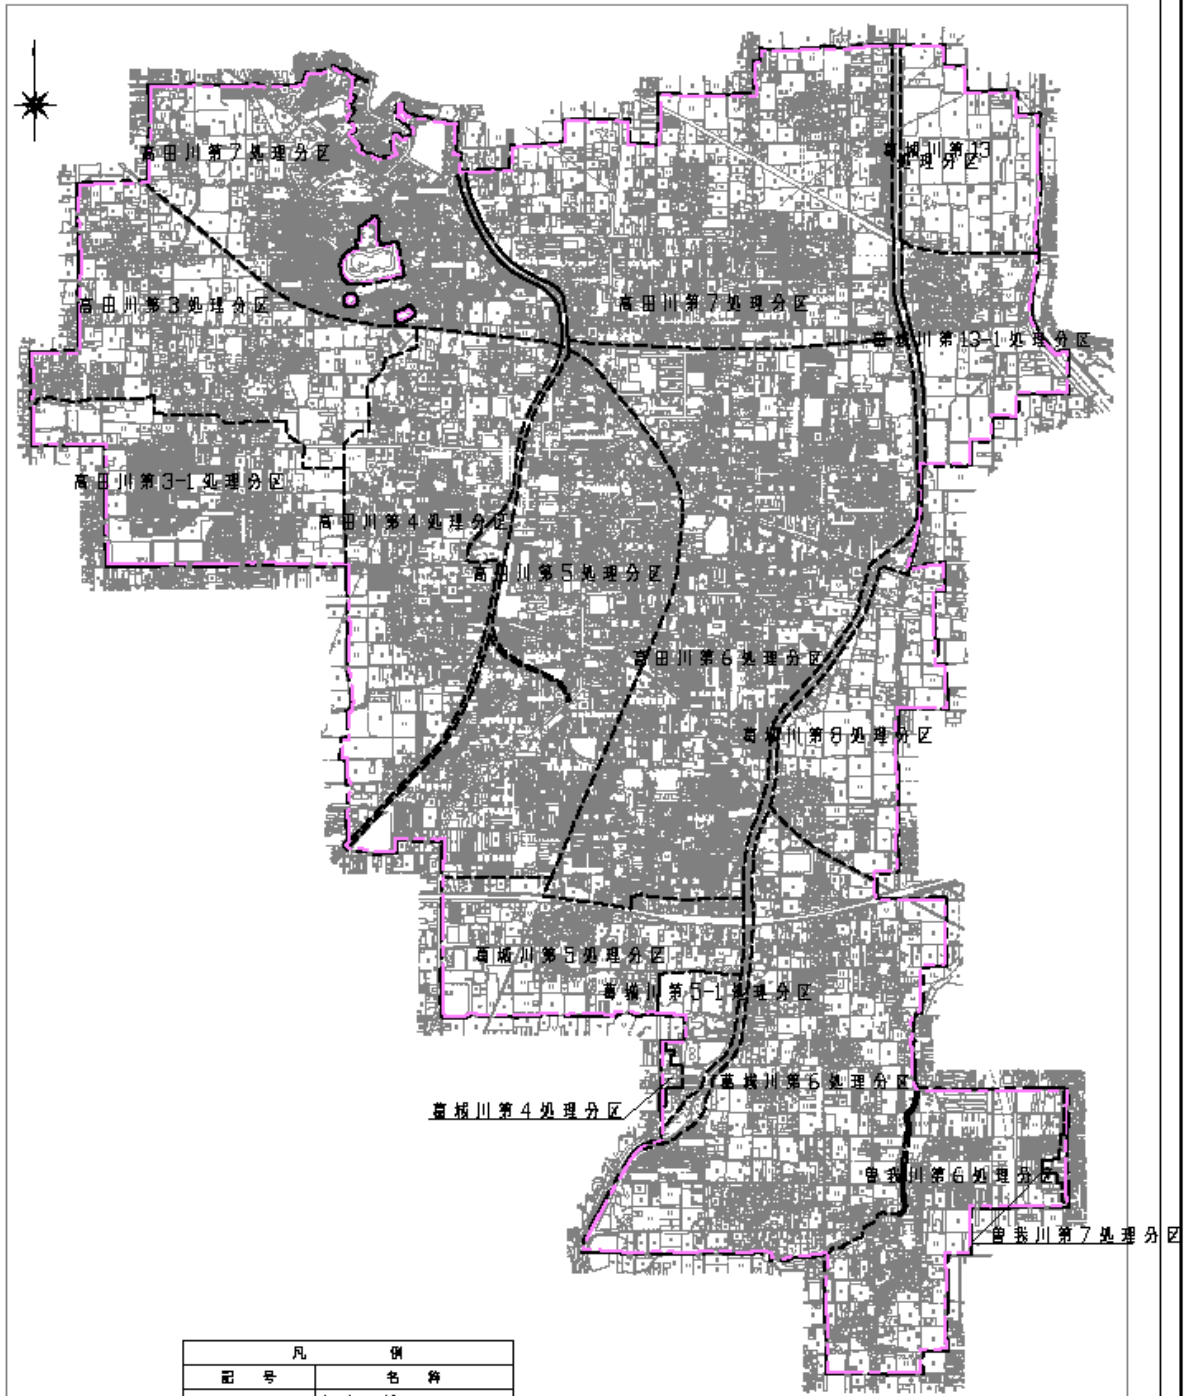 高田川第7処理分区
葛城川第13
処理分区
高田川第3処理分区
高田川第7処理分区
葛城川第13-1処理分区
高田川第3-1処理分区
高田川第4処理分区
高田川第5処理分区
高田川第6処理分区
葛城川第8処理分区
葛城川第5処理分区
葛城川第5-1処理分区
葛城川第6処理分区
葛城川第4処理分区
曽我川第6処理分区
曽我川第7処理分区
凡例
記号 名称